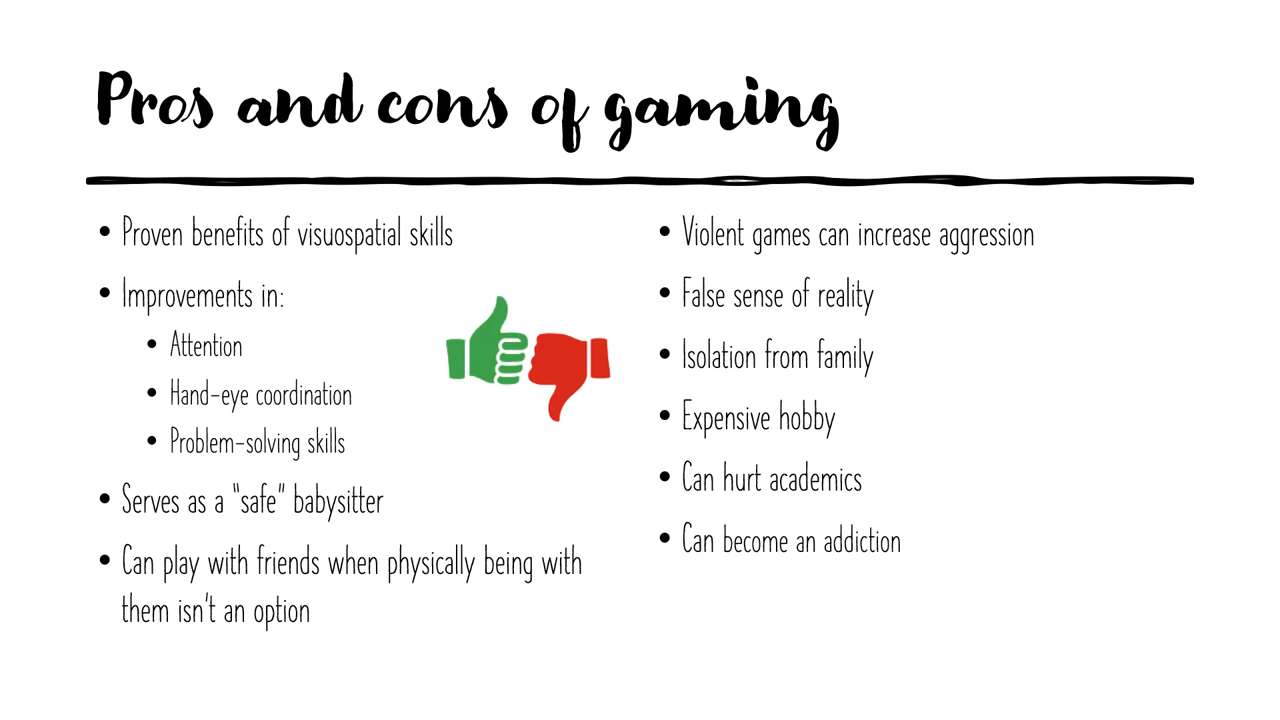 Pros and cons of gaming
• Proven benefits of visuospatial skills
• Improvements in:
• Attention
• Hand-eye coordination
• Problem-solving skills
• Serves as a "safe" babysitter
• Can play with friends when physically being with
them isn't an option
• Violent games can increase aggression
• False sense of reality
• Isolation from family
• Expensive hobby
• Can hurt academics
• Can become an addiction